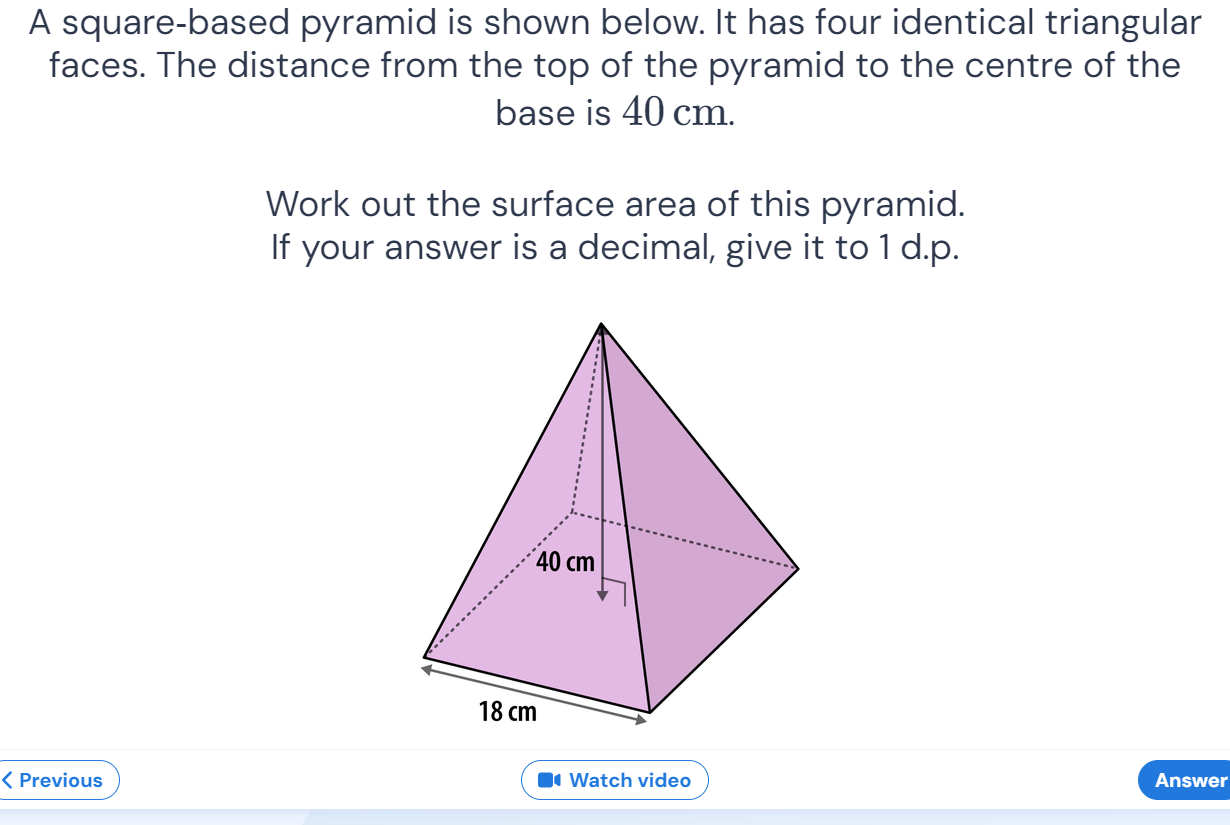 A square-based pyramid is shown below. It has four identical triangular
faces. The distance from the top of the pyramid to the centre of the
base is 40 cm.
Work out the surface area of this pyramid.
If your answer is a decimal, give it to 1 d.p.
40 cm
18 cm
Previous
Watch video
Answer